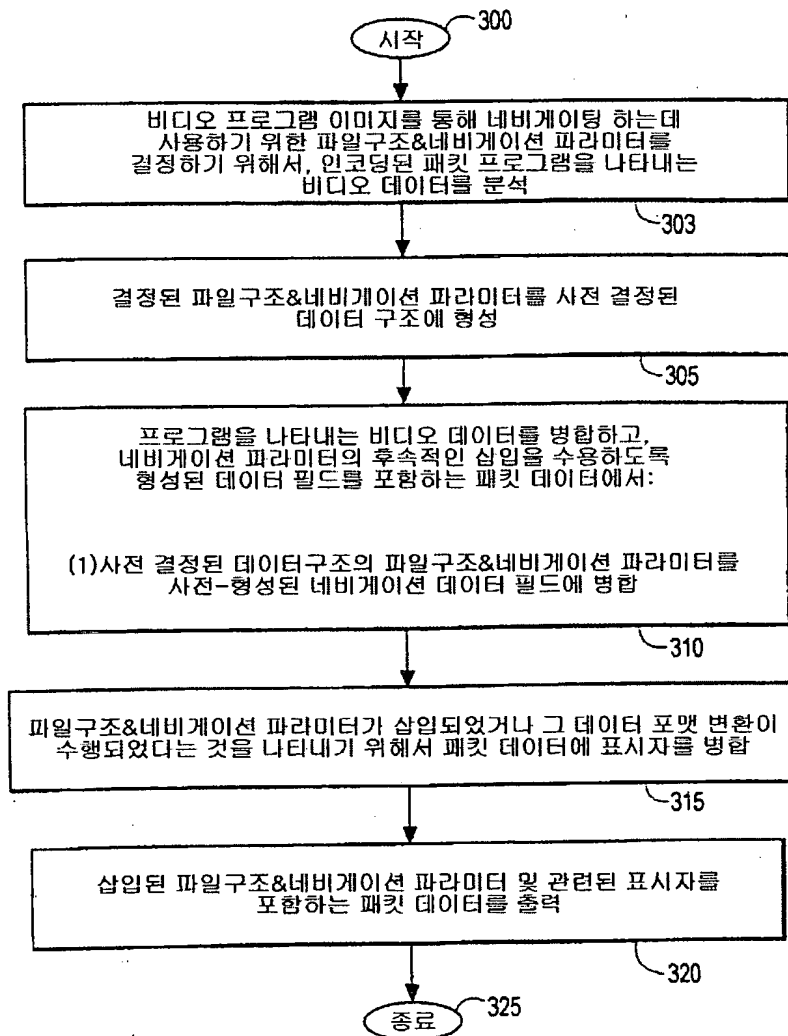 시작
300
비디오 프로그램 이미지를 통해 네비게이팅 하는데
사용하기 위한 파일구조&네비게이션 파라미터를
결정하기 위해서, 인코딩된 패킷 프로그램을 나타내는
비디오 데이터를 분석
303
결정된 파일구조&네비게이션 파라미터를 사전 결정된
데이터 구조에 형성
305
프로그램을 나타내는 비디오 데이터를 병합하고,
네비게이션 파라미터의 후속적인 삽입을 수용하도록
형성된 데이터 필드를 포함하는 패킷 데이터에서:
(1)사전 결정된 데이터구조의 파일구조&네비게이션 파라미터를
사전-형성된 네비게이션 데이터 필드에 병합
310
파일구조&네비게이션 파라미터가 삽입되었거나 그 데이터 포맷 변환이
수행되었다는 것을 나타내기 위해서 패킷 데이터에 표시자를 병합
315
삽입된 파일구조&네비게이션 파라미터 및 관련된 표시자를
포함하는 패킷 데이터를 출력
320
종료
325